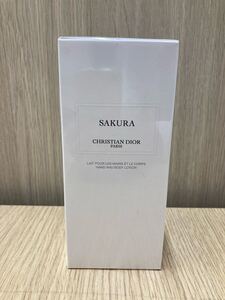 SAKURA
CHRISTIAN DIOR
PARIS
LAIT POUR LES MAINS ET LE CORPS
HAND AND BODY LOTION